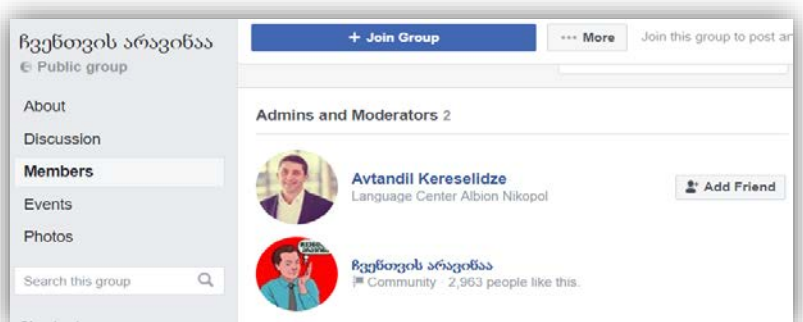 ჩვენთვის არავინაა
Public group
About
Discussion
Members
Events
Photos
Search this group
+ Join Group
••• More
Join this group to post an
Admins and Moderators 2
Avtandil Kereselidze
Language Center Albion Nikopol
Add Friend
ჩვენთვის არავინაა
Community · 2,963 people like this.